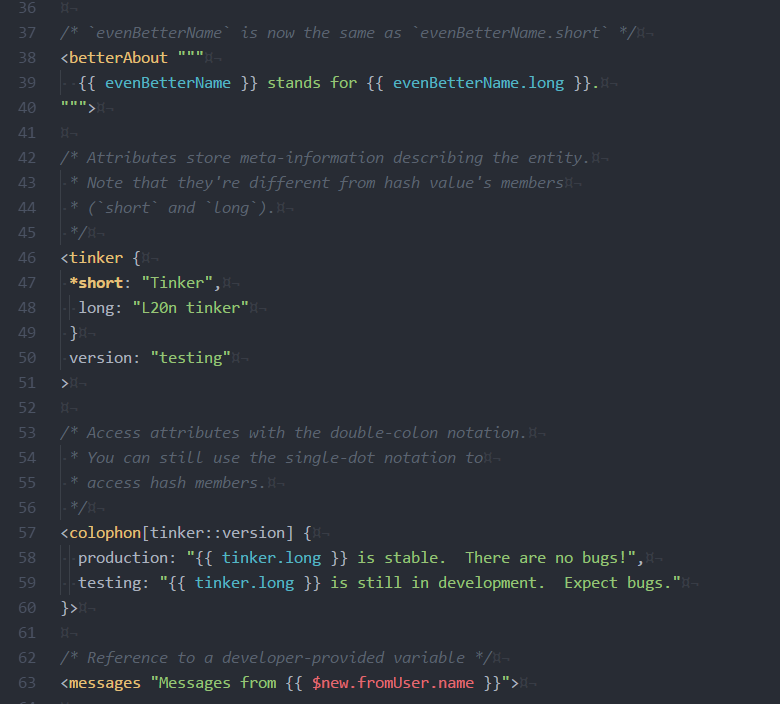 36 ¤¬
37 /* `evenBetterName` is now the same as `evenBetterName.short` */¤¬
38 <betterAbout """¤¬
39 ··{{ evenBetterName }} stands for {{ evenBetterName.long }}.¤¬
40 """>¤¬
41 ¤¬
42 /* Attributes store meta-information describing the entity.¤¬
43 ·* Note that they're different from hash value's members¤¬
44 ·* (`short` and `long`).¤¬
45 ·*/¤¬
46 <tinker {¤¬
47 ·*short: "Tinker",¤¬
48 ··long: "L20n tinker"¤¬
49 ·}¤¬
50 ·version: "testing"¤¬
51 >¤¬
52 ¤¬
53 /* Access attributes with the double-colon notation.¤¬
54 ·* You can still use the single-dot notation to¤¬
55 ·* access hash members.¤¬
56 ·*/¤¬
57 <colophon[tinker::version] {¤¬
58 ··production: "{{ tinker.long }} is stable.  There are no bugs!",¤¬
59 ··testing: "{{ tinker.long }} is still in development.  Expect bugs."¤¬
60 }>¤¬
61 ¤¬
62 /* Reference to a developer-provided variable */¤¬
63 <messages "Messages from {{ $new.fromUser.name }}">¤¬